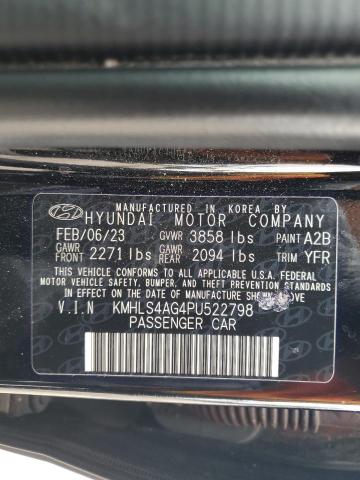 MANUFACTURED IN KOREA BY
HYUNDAI MOTOR COMPANY
FEB/06/23 GVWR 3858 lbs PAINT A2B
GAWR FRONT 2271 lbs GAWR REAR 2094 lbs TRIM YFR
THIS VEHICLE CONFORMS TO ALL APPLICABLE U.S. FEDERAL
MOTOR VEHICLE SAFETY, BUMPER, AND THEFT PREVENTION
STANDARDS IN EFFECT ON THE DATE OF MANUFACTURE SHOWN ABOVE
V.I.N KMHLS4AG4PU522798
PASSENGER CAR